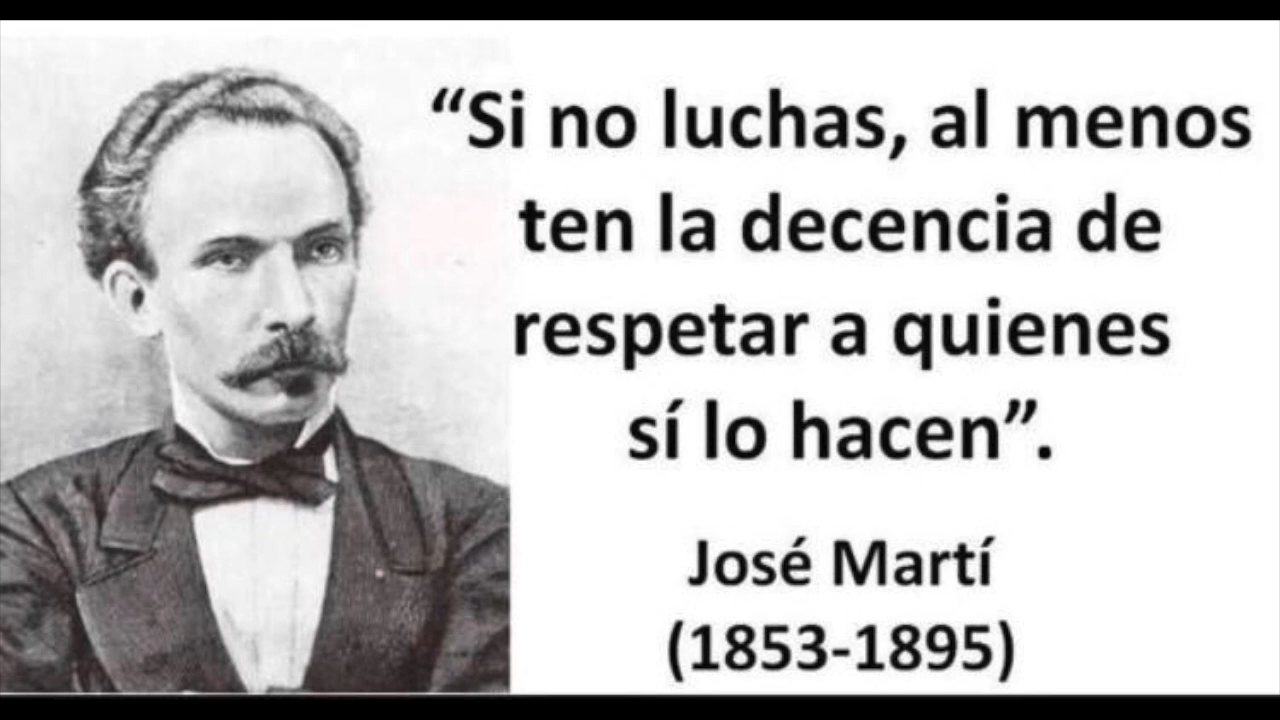 “Si no luchas, al menos
ten la decencia de
respetar a quienes
sí lo hacen”.
José Martí
(1853-1895)